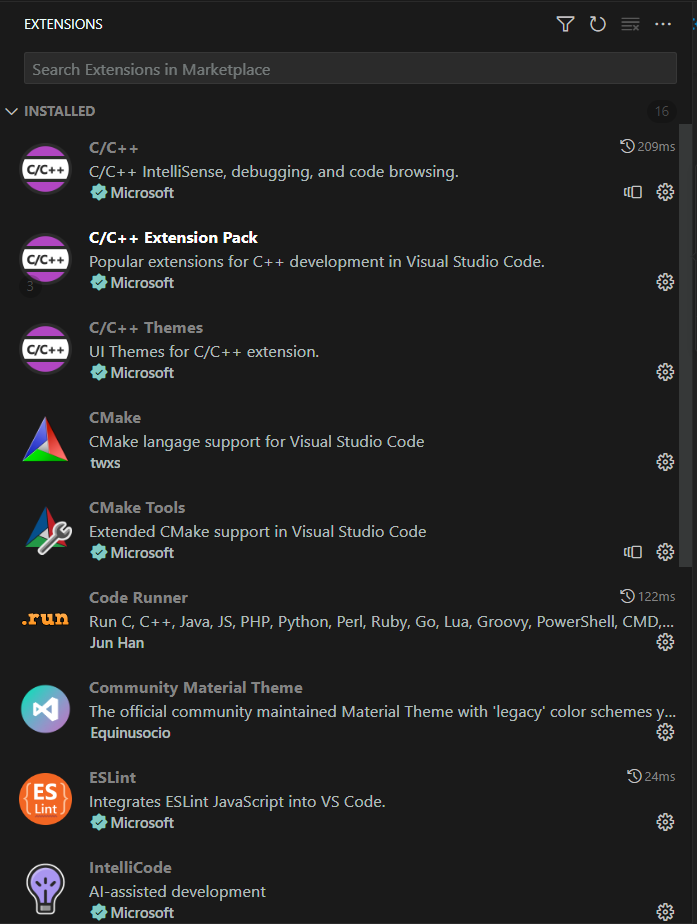 EXTENSIONS
Search Extensions in Marketplace
INSTALLED 16
C/C++
C/C++ 209ms
C/C++ IntelliSense, debugging, and code browsing.
Microsoft
C/C++
3
C/C++ Extension Pack
Popular extensions for C++ development in Visual Studio Code.
Microsoft
C/C++
C/C++ Themes
UI Themes for C/C++ extension.
Microsoft
CMake
CMake langage support for Visual Studio Code
twxs
CMake Tools
Extended CMake support in Visual Studio Code
Microsoft
.run
Code Runner 122ms
Run C, C++, Java, JS, PHP, Python, Perl, Ruby, Go, Lua, Groovy, PowerShell, CMD,...
Jun Han
Community Material Theme
The official community maintained Material Theme with 'legacy' color schemes y...
Equinusocio
{ES}
Lint
ESLint 24ms
Integrates ESLint JavaScript into VS Code.
Microsoft
IntelliCode
AI-assisted development
Microsoft